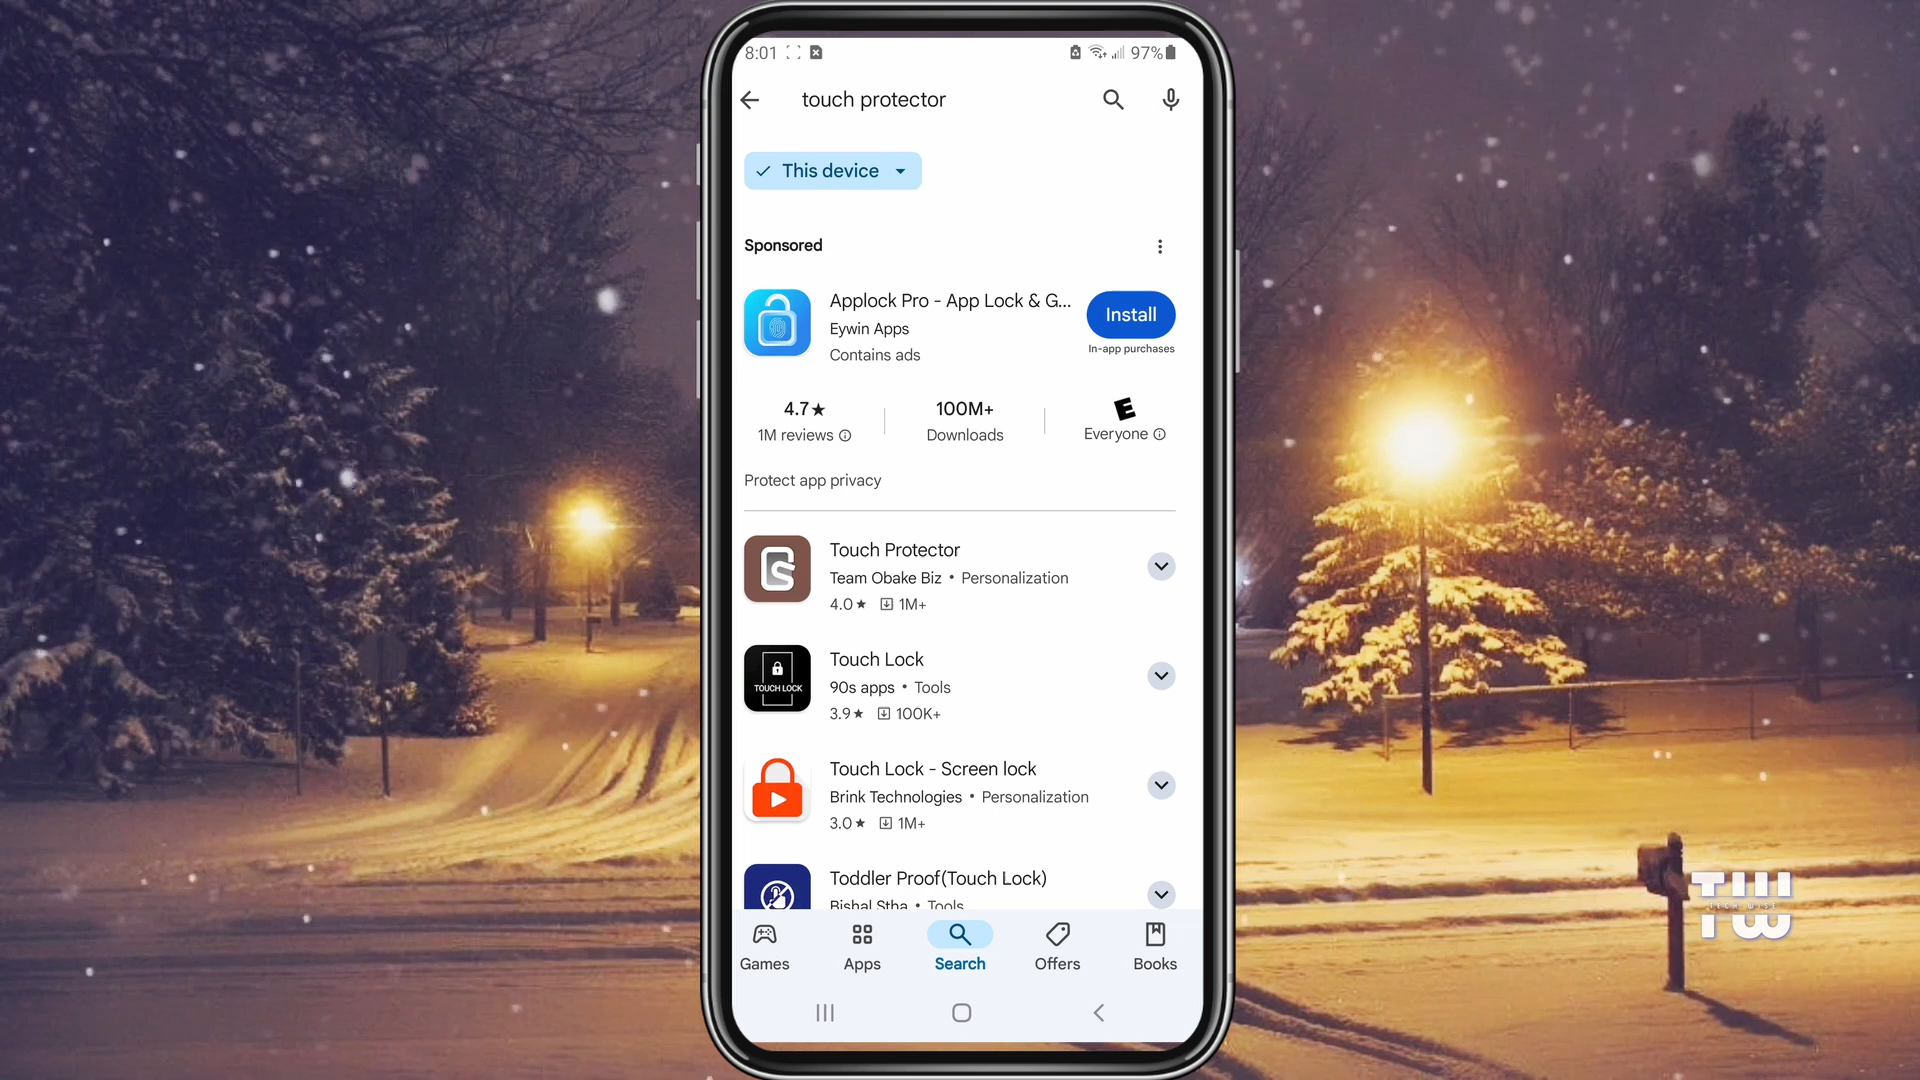 8:01 97%
touch protector
This device
Sponsored
Applock Pro - App Lock & G...
Eywin Apps
Contains ads
Install
In-app purchases
4.7★
1M reviews
100M+
Downloads
E
Everyone
Protect app privacy
Touch Protector
Team Obake Biz • Personalization
4.0★ 1M+
TOUCH LOCK
Touch Lock
90s apps • Tools
3.9★ 100K+
Touch Lock - Screen lock
Brink Technologies • Personalization
3.0★ 1M+
Toddler Proof(Touch Lock)
Bishal Stha • Tools
Games
Apps
Search
Offers
Books
TW
TECH WISE